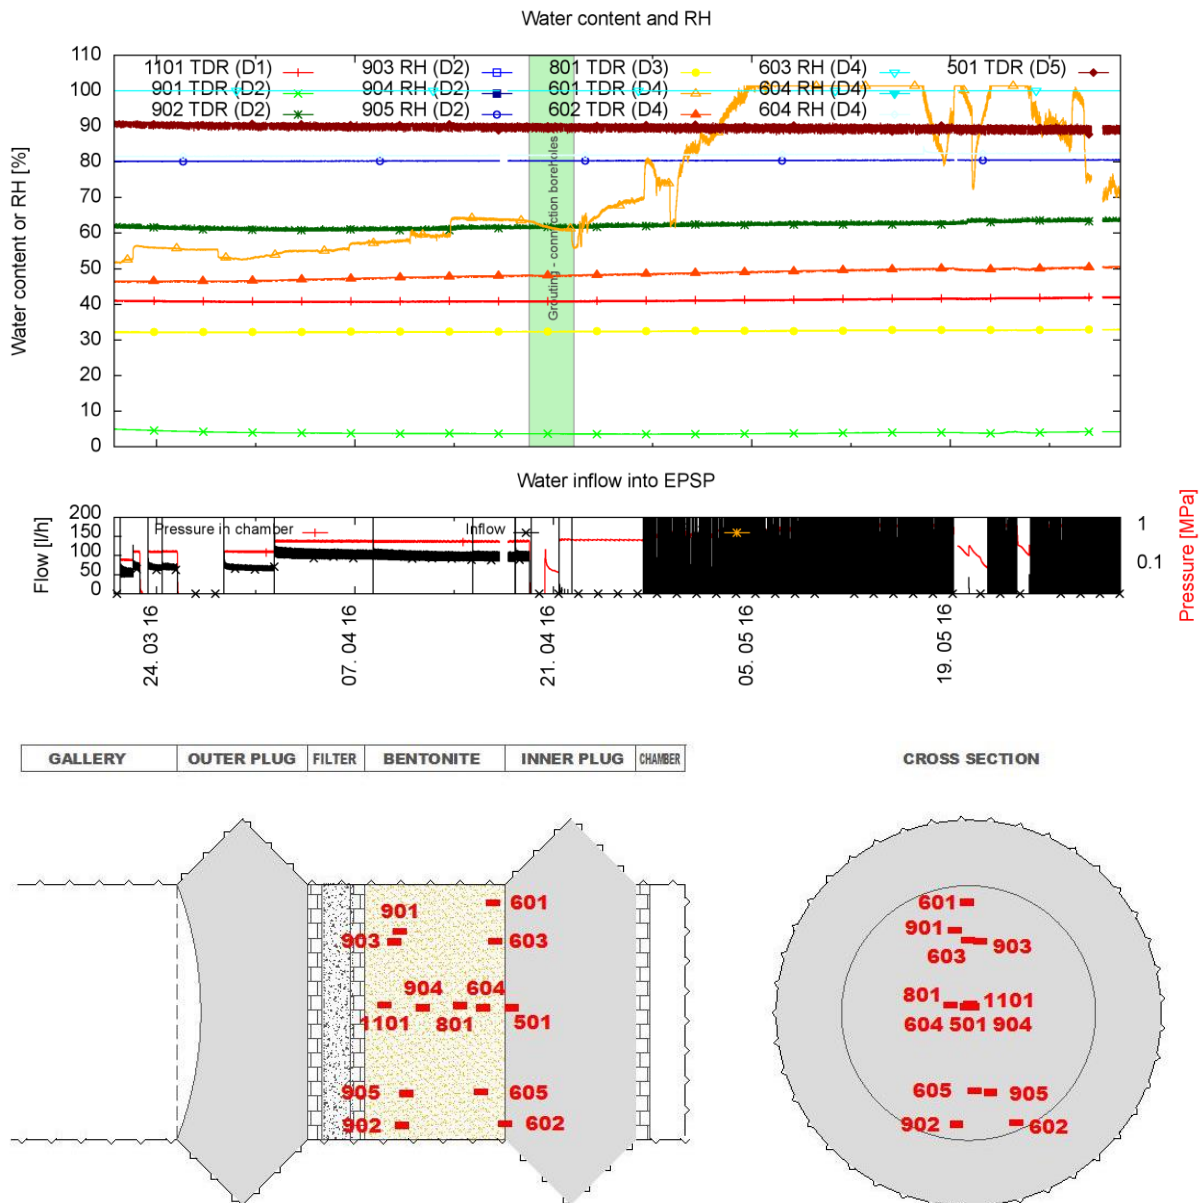 Water content and RH
110
100
90
80
70
60
50
40
30
20
10
0
Water content or RH [%]
1101 TDR (D1)
901 TDR (D2)
902 TDR (D2)
903 RH (D2)
904 RH (D2)
905 RH (D2)
801 TDR (D3)
601 TDR (D4)
602 TDR (D4)
603 RH (D4)
604 RH (D4)
604 RH (D4)
501 TDR (D5)
Grouting - connection boreholes
Water inflow into EPSP
200
150
100
50
0
Flow [l/h]
Pressure in chamber
Inflow
1
0.1
Pressure [MPa]
24. 03 16
07. 04 16
21. 04 16
05. 05 16
19. 05 16
GALLERY OUTER PLUG FILTER BENTONITE INNER PLUG CHAMBER
CROSS SECTION
601
901
903
603
904 604
1101 801 501
905 605
902 602
601
901
603 903
801 1101
604 501 904
605 905
902 602